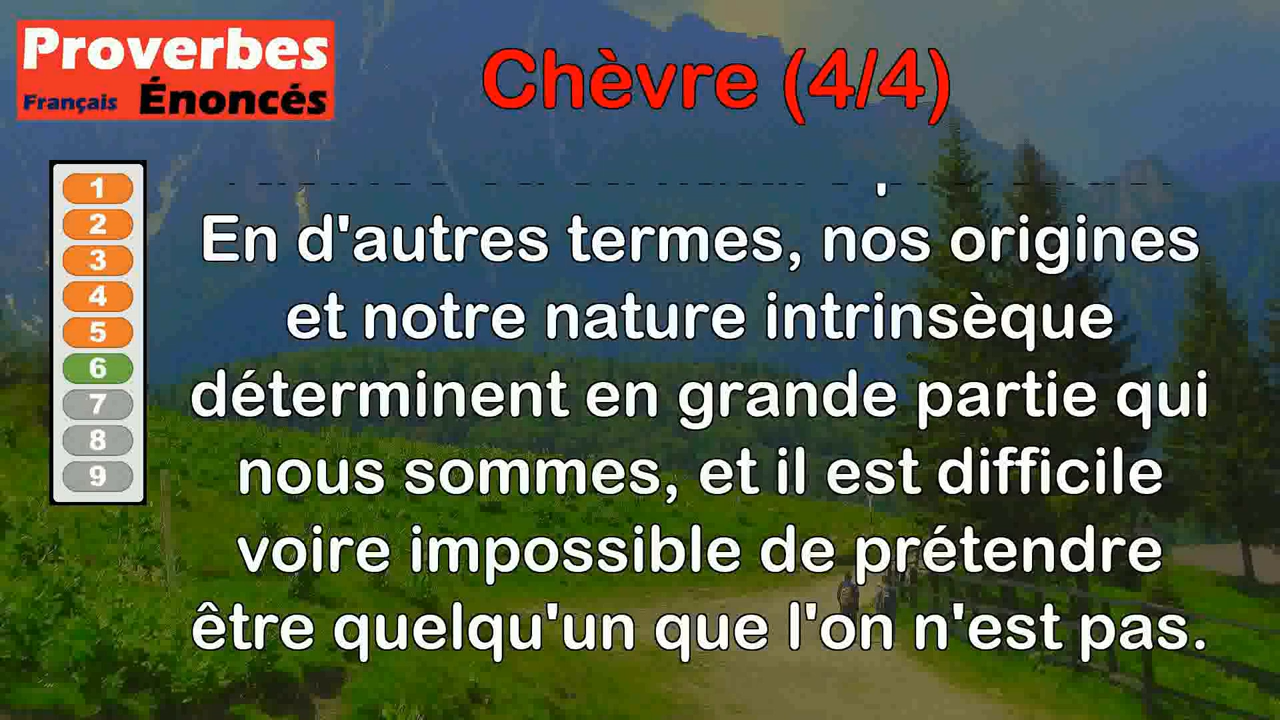 Proverbes
Français Énoncés
Chèvre (4/4)
1
2
3
4
5
6
7
8
9
En d'autres termes, nos origines
et notre nature intrinsèque
déterminent en grande partie qui
nous sommes, et il est difficile
voire impossible de prétendre
être quelqu'un que l'on n'est pas.